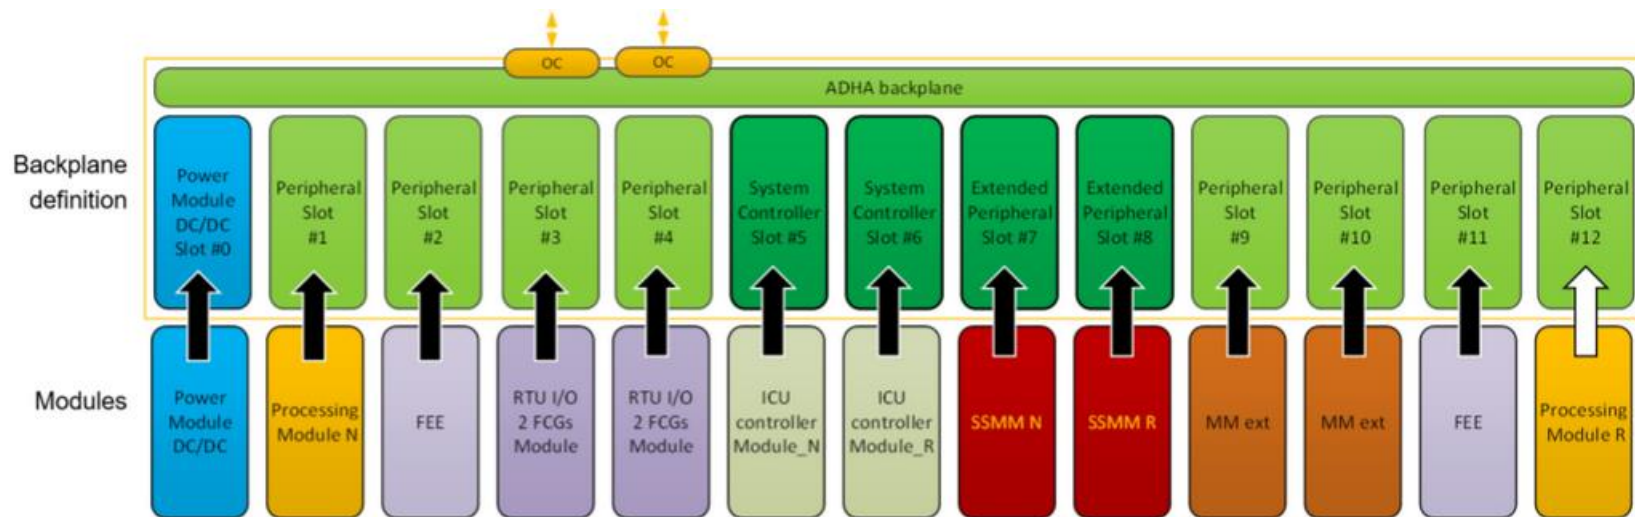 OC
OC
ADHA backplane
Backplane
definition
Power
Module
DC/DC
Slot #0
Peripheral
Slot
#1
Peripheral
Slot
#2
Peripheral
Slot
#3
Peripheral
Slot
#4
System
Controller
Slot #5
System
Controller
Slot #6
Extended
Peripheral
Slot #7
Extended
Peripheral
Slot #8
Peripheral
Slot
#9
Peripheral
Slot
#10
Peripheral
Slot
#11
Peripheral
Slot
#12
Modules
Power
Module
DC/DC
Processing
Module N
FEE
RTU I/O
2 FCGs
Module
RTU I/O
2 FCGs
Module
ICU
controller
Module_N
ICU
controller
Module_R
SSMM N
SSMM R
MM ext
MM ext
FEE
Processing
Module R